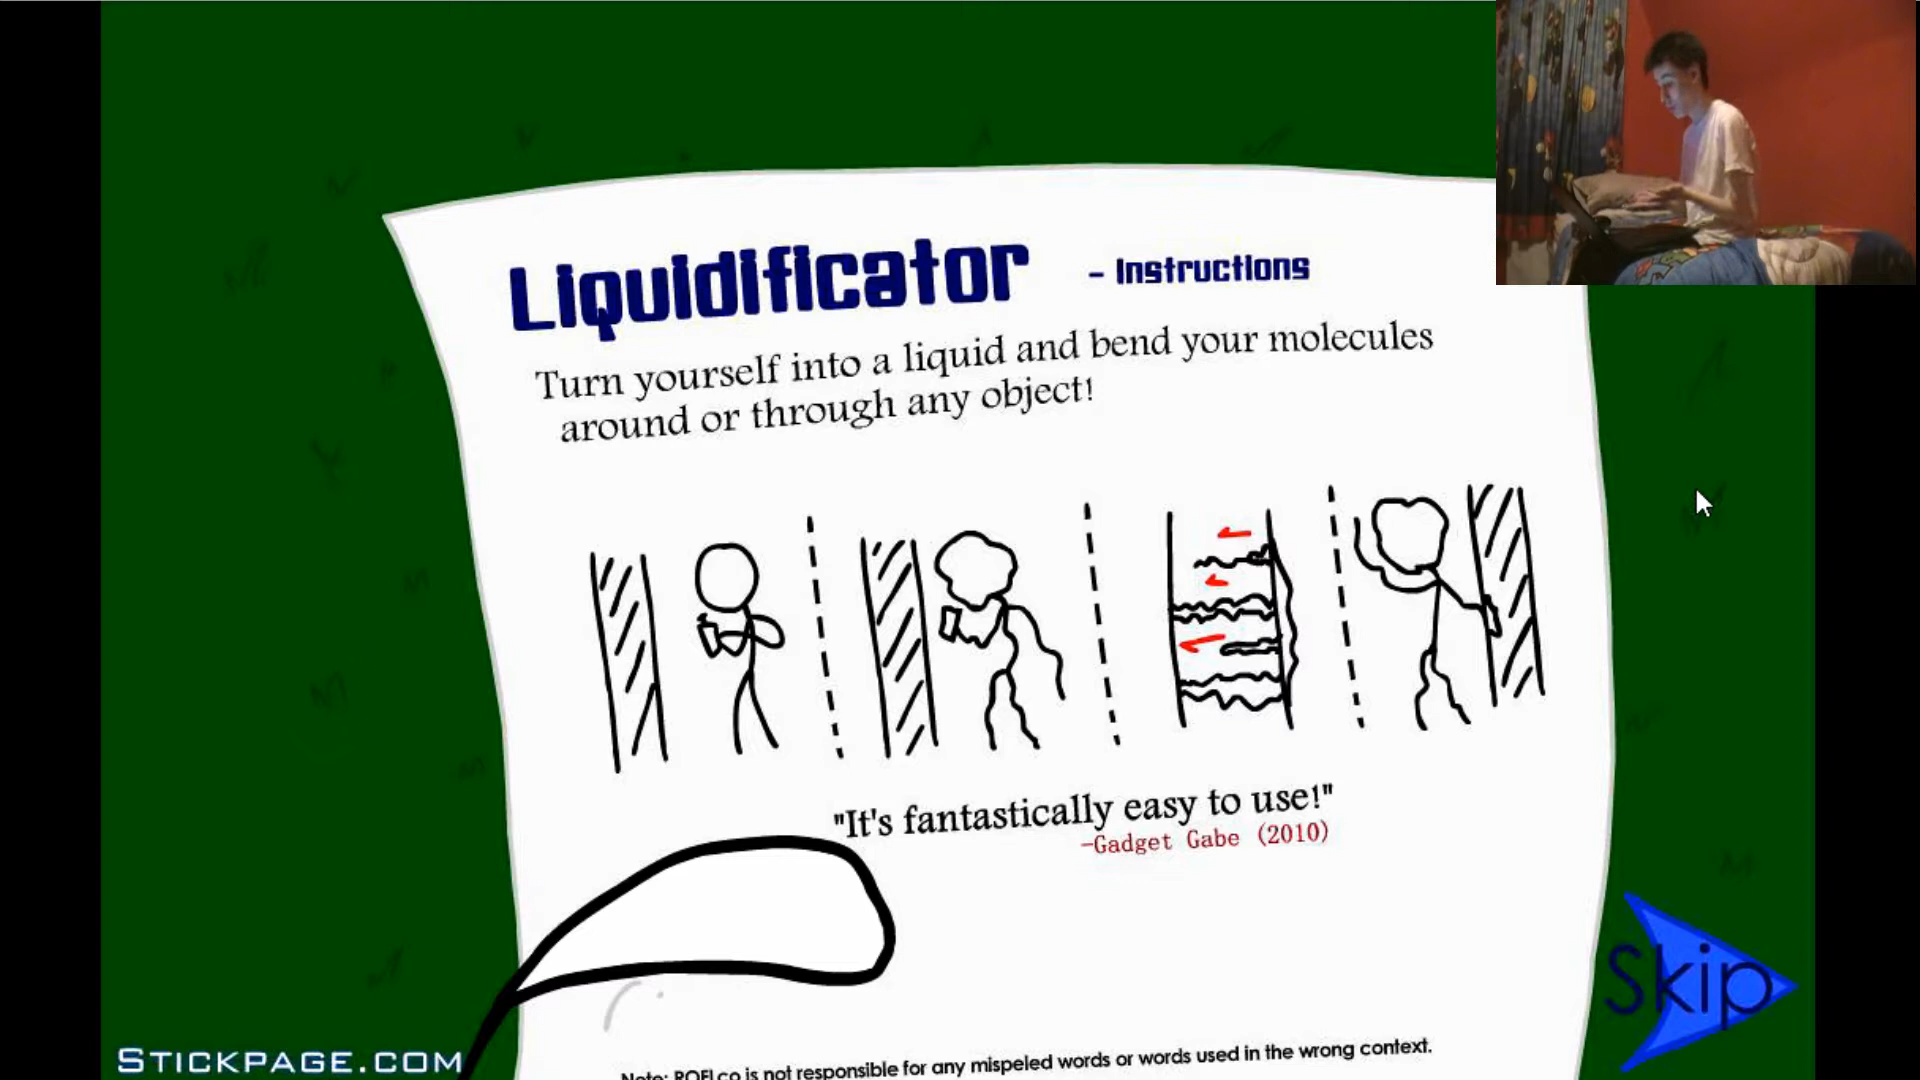 Liquidificator - Instructions
Turn yourself into a liquid and bend your molecules
around or through any object!
"It's fantastically easy to use!"
-Gadget Gabe (2010)
Skip
STICKPAGE.COM
Note: ROFLco is not responsible for any mispeled words or words used in the wrong context.